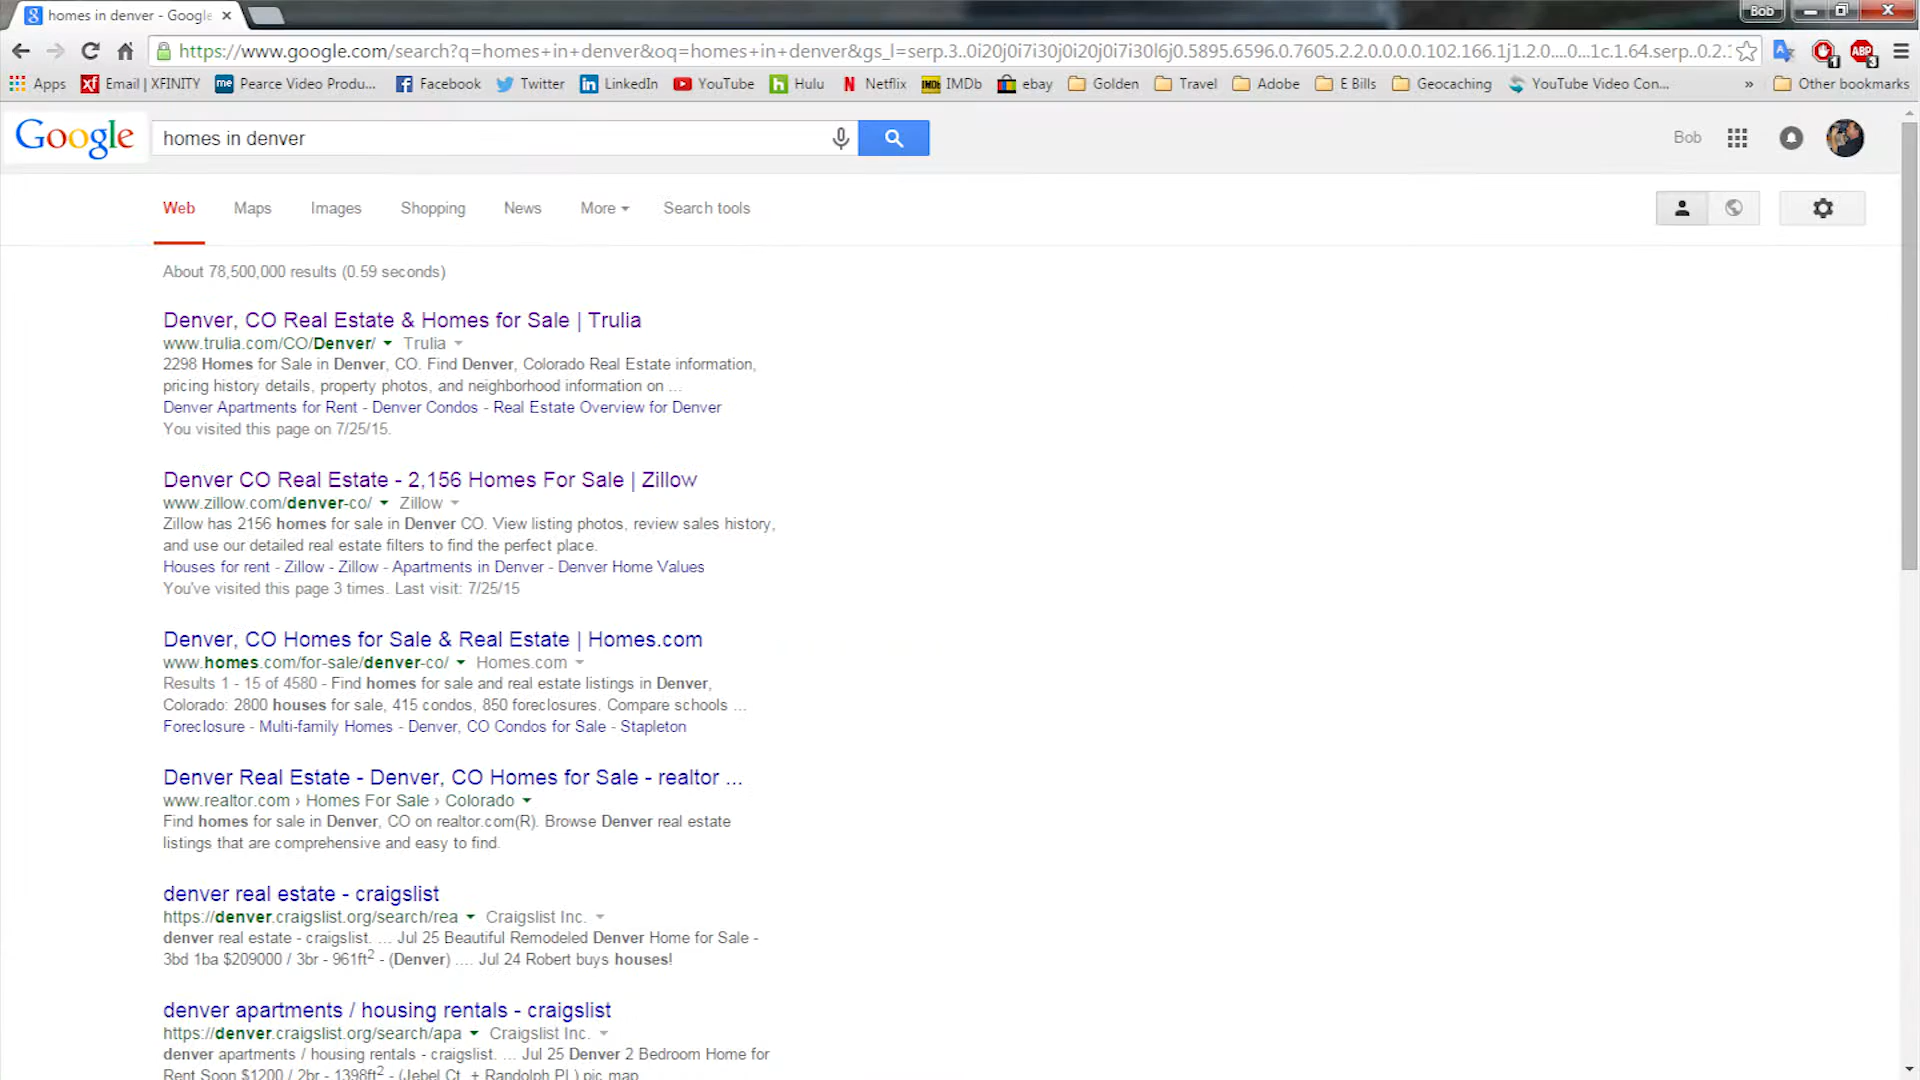 homes in denver - Google
Bob
https://www.google.com/search?q=homes+in+denver&oq=homes+in+denver&gs_l=serp.3..0i20j0i7i30j0i20j0i7i30l6j0.5895.6596.0.7605.2.2.0.0.0.0.102.166.1j1.2.0....0...1c.1.64.serp..0.2.1
1
ABP
3
Apps
xf Email | XFINITY
me Pearce Video Produ...
Facebook
Twitter
in LinkedIn
YouTube
h Hulu
N Netflix
IMDb IMDb
ebay
Golden
Travel
Adobe
E Bills
Geocaching
YouTube Video Con...
»
Other bookmarks
Google
homes in denver
Bob
Web Maps Images Shopping News More Search tools
About 78,500,000 results (0.59 seconds)
Denver, CO Real Estate & Homes for Sale | Trulia
www.trulia.com/CO/Denver/ Trulia
2298 Homes for Sale in Denver, CO. Find Denver, Colorado Real Estate information,
pricing history details, property photos, and neighborhood information on ...
Denver Apartments for Rent - Denver Condos - Real Estate Overview for Denver
You visited this page on 7/25/15.
Denver CO Real Estate - 2,156 Homes For Sale | Zillow
www.zillow.com/denver-co/ Zillow
Zillow has 2156 homes for sale in Denver CO. View listing photos, review sales history,
and use our detailed real estate filters to find the perfect place.
Houses for rent - Zillow - Zillow - Apartments in Denver - Denver Home Values
You've visited this page 3 times. Last visit: 7/25/15
Denver, CO Homes for Sale & Real Estate | Homes.com
www.homes.com/for-sale/denver-co/ Homes.com
Results 1 - 15 of 4580 - Find homes for sale and real estate listings in Denver,
Colorado: 2800 houses for sale, 415 condos, 850 foreclosures. Compare schools ...
Foreclosure - Multi-family Homes - Denver, CO Condos for Sale - Stapleton
Denver Real Estate - Denver, CO Homes for Sale - realtor ...
www.realtor.com › Homes For Sale › Colorado
Find homes for sale in Denver, CO on realtor.com(R). Browse Denver real estate
listings that are comprehensive and easy to find.
denver real estate - craigslist
https://denver.craigslist.org/search/rea Craigslist Inc.
denver real estate - craigslist. ... Jul 25 Beautiful Remodeled Denver Home for Sale -
3bd 1ba $209000 / 3br - 961ft² - (Denver) .... Jul 24 Robert buys houses!
denver apartments / housing rentals - craigslist
https://denver.craigslist.org/search/apa Craigslist Inc.
denver apartments / housing rentals - craigslist. ... Jul 25 Denver 2 Bedroom Home for
Rent Soon $1200 / 2br - 1398ft² - (Jebel Ct. + Randolph Pl.) pic map